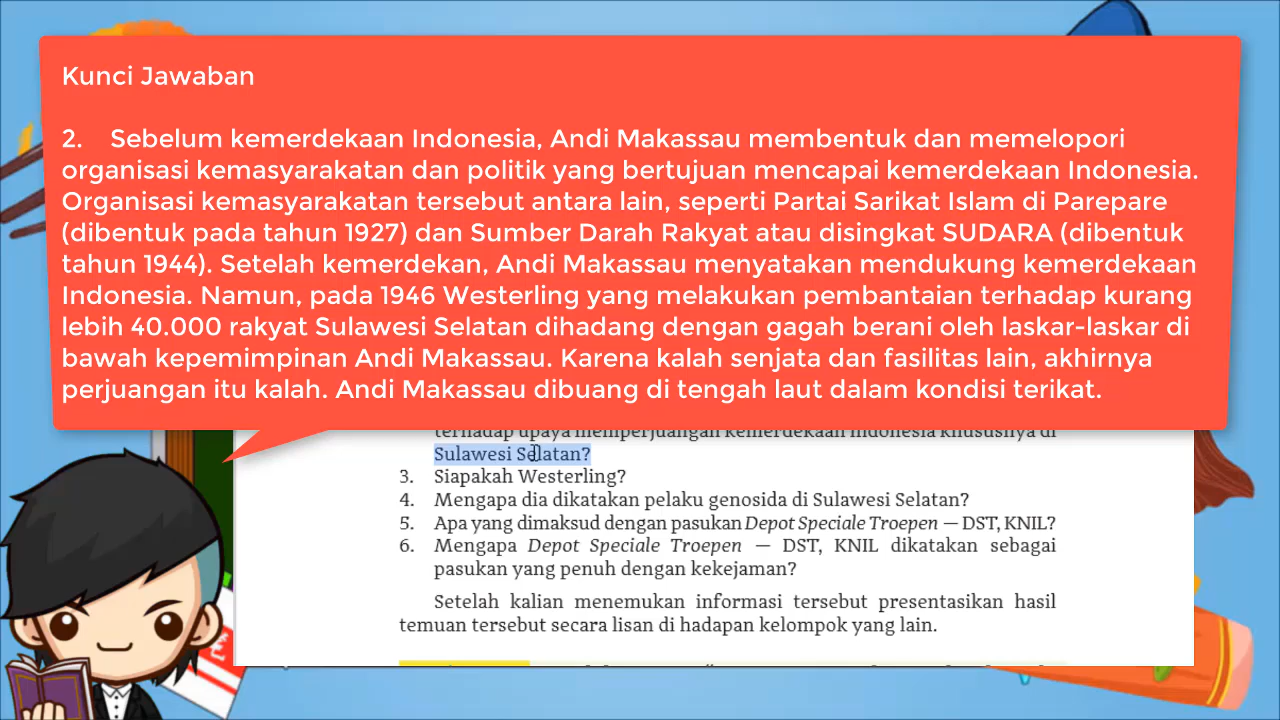 Kunci Jawaban
2. Sebelum kemerdekaan Indonesia, Andi Makassau membentuk dan memelopori
organisasi kemasyarakatan dan politik yang bertujuan mencapai kemerdekaan Indonesia.
Organisasi kemasyarakatan tersebut antara lain, seperti Partai Sarikat Islam di Parepare
(dibentuk pada tahun 1927) dan Sumber Darah Rakyat atau disingkat SUDARA (dibentuk
tahun 1944). Setelah kemerdekan, Andi Makassau menyatakan mendukung kemerdekaan
Indonesia. Namun, pada 1946 Westerling yang melakukan pembantaian terhadap kurang
lebih 40.000 rakyat Sulawesi Selatan dihadang dengan gagah berani oleh laskar-laskar di
bawah kepemimpinan Andi Makassau. Karena kalah senjata dan fasilitas lain, akhirnya
perjuangan itu kalah. Andi Makassau dibuang di tengah laut dalam kondisi terikat.
terhadap upaya memperjuangan kemerdekaan Indonesia khususnya di
Sulawesi Selatan?
3. Siapakah Westerling?
4. Mengapa dia dikatakan pelaku genosida di Sulawesi Selatan?
5. Apa yang dimaksud dengan pasukan Depot Speciale Troepen — DST, KNIL?
6. Mengapa Depot Speciale Troepen — DST, KNIL dikatakan sebagai
pasukan yang penuh dengan kekejaman?
Setelah kalian menemukan informasi tersebut presentasikan hasil
temuan tersebut secara lisan di hadapan kelompok yang lain.